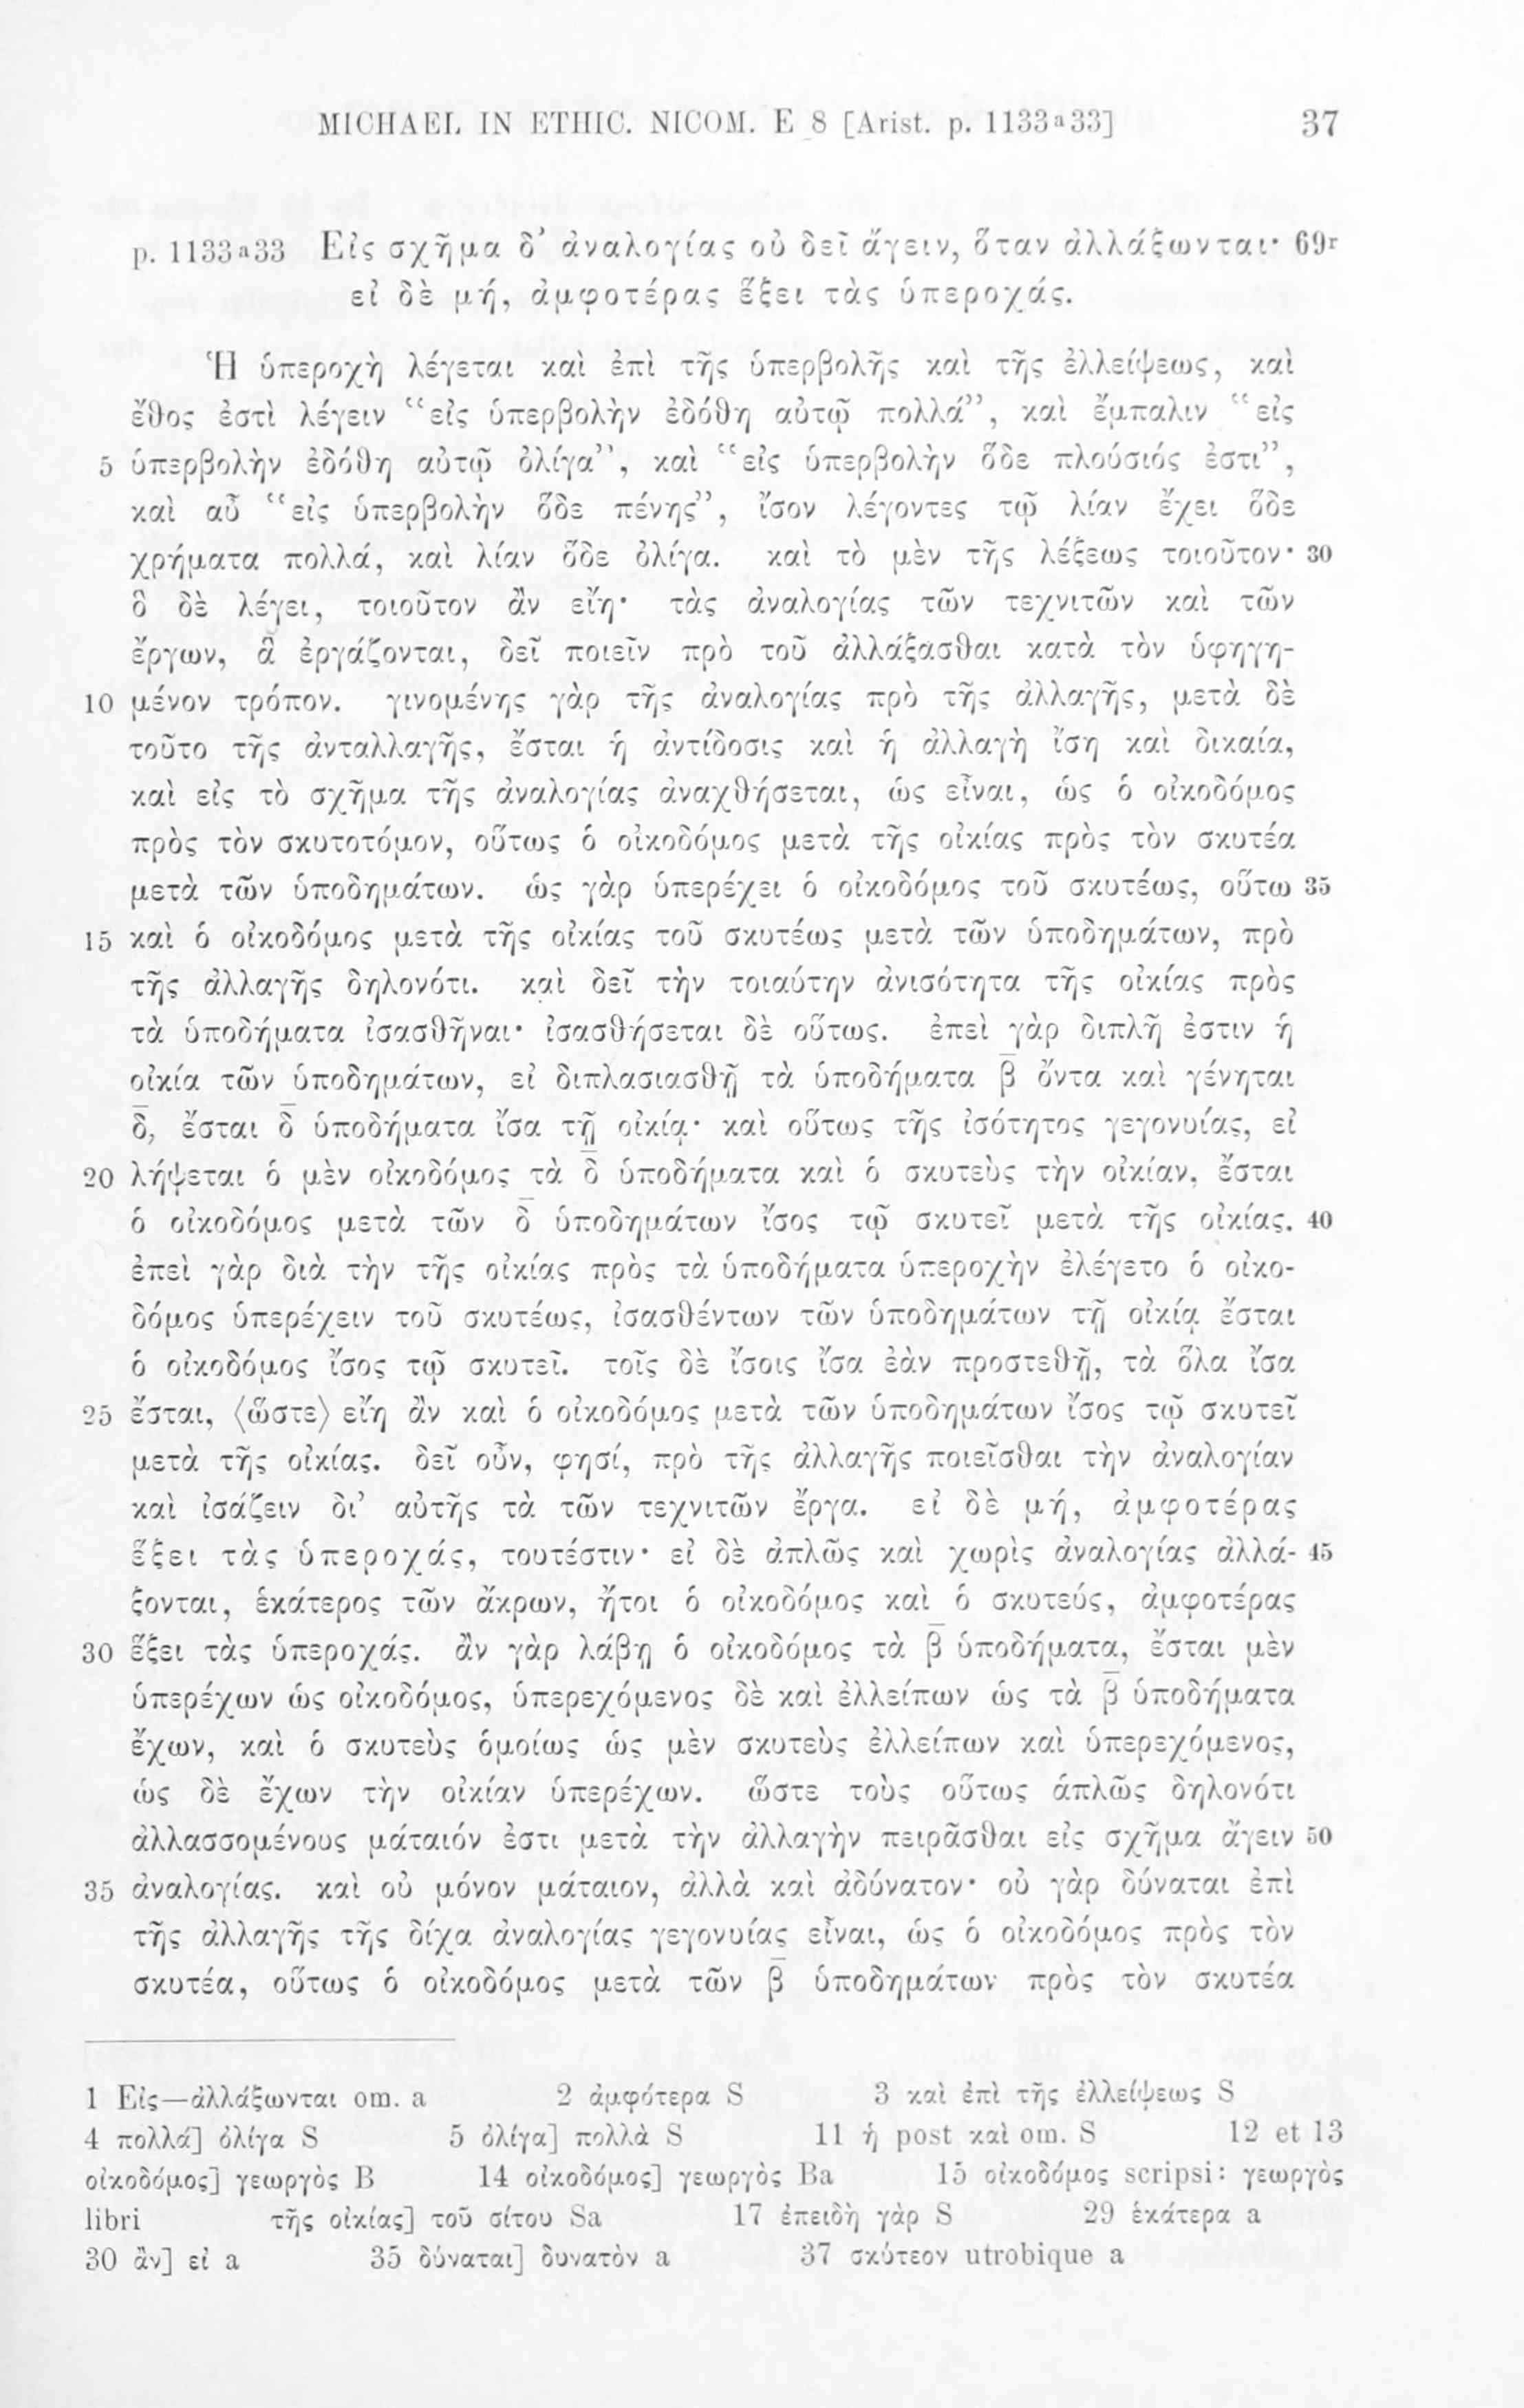 MICHAEL IN ETHIC. NICOM. E 8 [Arist. p. 1133a33] 37
p. 1133a33 Εἰς σχῆμα δ’ ἀναλογίας οὐ δεῖ ἄγειν, ὅταν ἀλλάξωνται· 69r
εἰ δὲ μή, ἀμφοτέρας ἕξει τὰς ὑπεροχάς.
Ἡ ὑπεροχὴ λέγεται καὶ ἐπὶ τῆς ὑπερβολῆς καὶ τῆς ἐλλείψεως, καὶ
ἔθος ἐστὶ λέγειν “εἰς ὑπερβολὴν ἐδόθη αὐτῷ πολλά”, καὶ ἔμπαλιν “εἰς
5 ὑπερβολὴν ἐδόθη αὐτῷ ὀλίγα”, καὶ “εἰς ὑπερβολὴν ὅδε πλούσιός ἐστι”,
καὶ αὖ “εἰς ὑπερβολὴν ὅδε πένης”, ἴσον λέγοντες τῷ λίαν ἔχει ὅδε
χρήματα πολλά, καὶ λίαν ὅδε ὀλίγα. καὶ τὸ μὲν τῆς λέξεως τοιοῦτον· 30
ὃ δὲ λέγει, τοιοῦτον ἂν εἴη· τὰς ἀναλογίας τῶν τεχνιτῶν καὶ τῶν
ἔργων, ἃ ἐργάζονται, δεῖ ποιεῖν πρὸ τοῦ ἀλλάξασθαι κατὰ τὸν ὑφηγη-
10 μένον τρόπον. γινομένης γὰρ τῆς ἀναλογίας πρὸ τῆς ἀλλαγῆς, μετὰ δὲ
τοῦτο τῆς ἀνταλλαγῆς, ἔσται ἡ ἀντίδοσις καὶ ἡ ἀλλαγὴ ἴση καὶ δικαία,
καὶ εἰς τὸ σχῆμα τῆς ἀναλογίας ἀναχθήσεται, ὡς εἶναι, ὡς ὁ οἰκοδόμος
πρὸς τὸν σκυτοτόμον, οὕτως ὁ οἰκοδόμος μετὰ τῆς οἰκίας πρὸς τὸν σκυτέα
μετὰ τῶν ὑποδημάτων. ὡς γὰρ ὑπερέχει ὁ οἰκοδόμος τοῦ σκυτέως, οὕτω 35
15 καὶ ὁ οἰκοδόμος μετὰ τῆς οἰκίας τοῦ σκυτέως μετὰ τῶν ὑποδημάτων, πρὸ
τῆς ἀλλαγῆς δηλονότι. καὶ δεῖ τὴν τοιαύτην ἀνισότητα τῆς οἰκίας πρὸς
τὰ ὑποδήματα ἰσασθῆναι· ἰσασθήσεται δὲ οὕτως. ἐπεὶ γὰρ διπλῆ ἐστιν ἡ
οἰκία τῶν ὑποδημάτων, εἰ διπλασιασθῇ τὰ ὑποδήματα β̅ ὄντα καὶ γένηται
δ̅, ἔσται δ̅ ὑποδήματα ἴσα τῇ οἰκίᾳ· καὶ οὕτως τῆς ἰσότητος γεγονυίας, εἰ
20 λήψεται ὁ μὲν οἰκοδόμος τὰ δ̅ ὑποδήματα καὶ ὁ σκυτεὺς τὴν οἰκίαν, ἔσται
ὁ οἰκοδόμος μετὰ τῶν δ̅ ὑποδημάτων ἴσος τῷ σκυτεῖ μετὰ τῆς οἰκίας. 40
ἐπεὶ γὰρ διὰ τὴν τῆς οἰκίας πρὸς τὰ ὑποδήματα ὑπεροχὴν ἐλέγετο ὁ οἰκο-
δόμος ὑπερέχειν τοῦ σκυτέως, ἰσασθέντων τῶν ὑποδημάτων τῇ οἰκίᾳ ἔσται
ὁ οἰκοδόμος ἴσος τῷ σκυτεῖ. τοῖς δὲ ἴσοις ἴσα ἐὰν προστεθῇ, τὰ ὅλα ἴσα
25 ἔσται, ⟨ὥστε⟩ εἴη ἂν καὶ ὁ οἰκοδόμος μετὰ τῶν ὑποδημάτων ἴσος τῷ σκυτεῖ
μετὰ τῆς οἰκίας. δεῖ οὖν, φησί, πρὸ τῆς ἀλλαγῆς ποιεῖσθαι τὴν ἀναλογίαν
καὶ ἰσάζειν δι’ αὐτῆς τὰ τῶν τεχνιτῶν ἔργα. εἰ δὲ μή, ἀμφοτέρας
ἕξει τὰς ὑπεροχάς, τουτέστιν· εἰ δὲ ἁπλῶς καὶ χωρὶς ἀναλογίας ἀλλά- 45
ξονται, ἑκάτερος τῶν ἄκρων, ἤτοι ὁ οἰκοδόμος καὶ ὁ σκυτεύς, ἀμφοτέρας
30 ἕξει τὰς ὑπεροχάς. ἂν γὰρ λάβῃ ὁ οἰκοδόμος τὰ β̅ ὑποδήματα, ἔσται μὲν
ὑπερέχων ὡς οἰκοδόμος, ὑπερεχόμενος δὲ καὶ ἐλλείπων ὡς τὰ β̅ ὑποδήματα
ἔχων, καὶ ὁ σκυτεὺς ὁμοίως ὡς μὲν σκυτεὺς ἐλλείπων καὶ ὑπερεχόμενος,
ὡς δὲ ἔχων τὴν οἰκίαν ὑπερέχων. ὥστε τοὺς οὕτως ἁπλῶς δηλονότι
ἀλλασσομένους μάταιόν ἐστι μετὰ τὴν ἀλλαγὴν πειρᾶσθαι εἰς σχῆμα ἄγειν 50
35 ἀναλογίας. καὶ οὐ μόνον μάταιον, ἀλλὰ καὶ ἀδύνατον· οὐ γὰρ δύναται ἐπὶ
τῆς ἀλλαγῆς τῆς δίχα ἀναλογίας γεγονυίας εἶναι, ὡς ὁ οἰκοδόμος πρὸς τὸν
σκυτέα, οὕτως ὁ οἰκοδόμος μετὰ τῶν β̅ ὑποδημάτων πρὸς τὸν σκυτέα
1 Εἰς—ἀλλάξωνται om. a 2 ἀμφότερα S 3 καὶ ἐπὶ τῆς ἐλλείψεως S
4 πολλά] ὀλίγα S 5 ὀλίγα] πολλὰ S 11 ἡ post καὶ om. S 12 et 13
οἰκοδόμος] γεωργὸς B 14 οἰκοδόμος] γεωργὸς Ba 15 οἰκοδόμος scripsi: γεωργὸς
libri τῆς οἰκίας] τοῦ σίτου Sa 17 ἐπειδὴ γὰρ S 29 ἑκάτερα a
30 ἂν] εἰ a 35 δύναται] δυνατὸν a 37 σκύτεον utrobique a